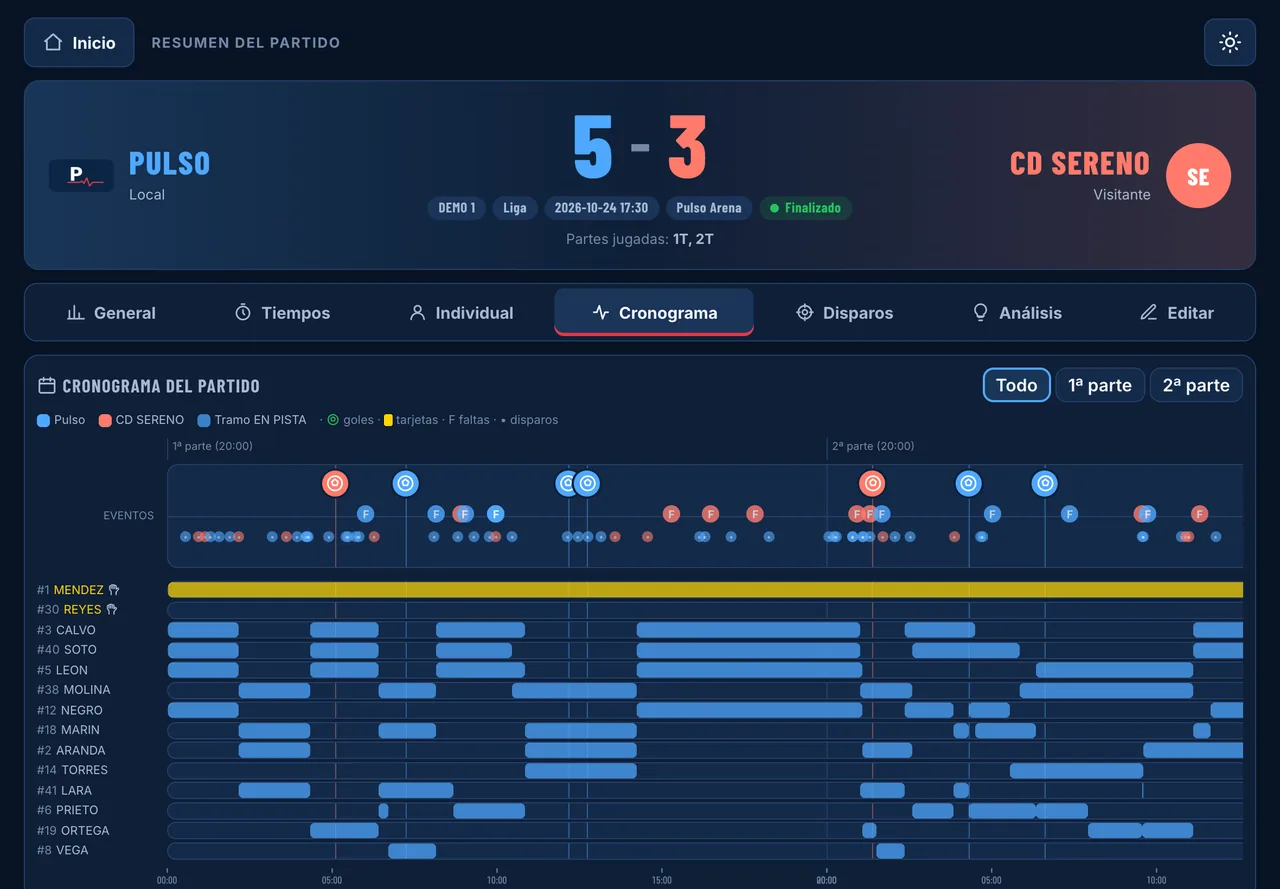 Inicio RESUMEN DEL PARTIDO
5 - 3
P PULSO
Local
CD SERENO SE
Visitante
DEMO 1 Liga 2026-10-24 17:30 Pulso Arena Finalizado
Partes jugadas: 1T, 2T
General Tiempos Individual Cronograma Disparos Análisis Editar
CRONOGRAMA DEL PARTIDO Todo 1ª parte 2ª parte
Pulso CD SERENO Tramo EN PISTA · goles · tarjetas · F faltas · • disparos
1ª parte (20:00) 2ª parte (20:00)
F F F F F F F F F F F F F F F F
EVENTOS
#1 MENDEZ
#30 REYES
#3 CALVO
#40 SOTO
#5 LEON
#38 MOLINA
#12 NEGRO
#18 MARIN
#2 ARANDA
#14 TORRES
#41 LARA
#6 PRIETO
#19 ORTEGA
#8 VEGA
00:00 05:00 10:00 15:00 00:00 05:00 10:00